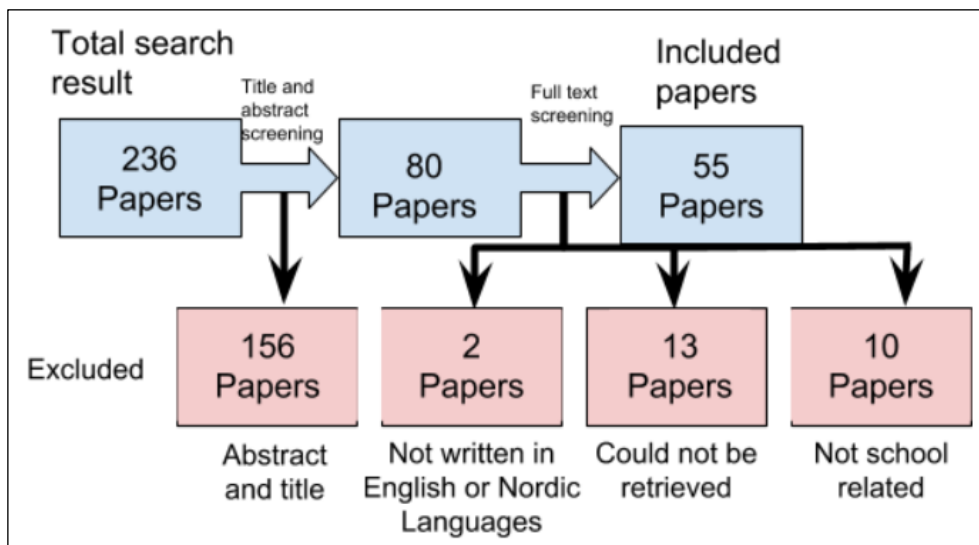 Total search
result
Title and
abstract
screening
Full text
screening
Included
papers
236
Papers
80
Papers
55
Papers
Excluded
156
Papers
2
Papers
13
Papers
10
Papers
Abstract
and title
Not written in
English or Nordic
Languages
Could not be
retrieved
Not school
related